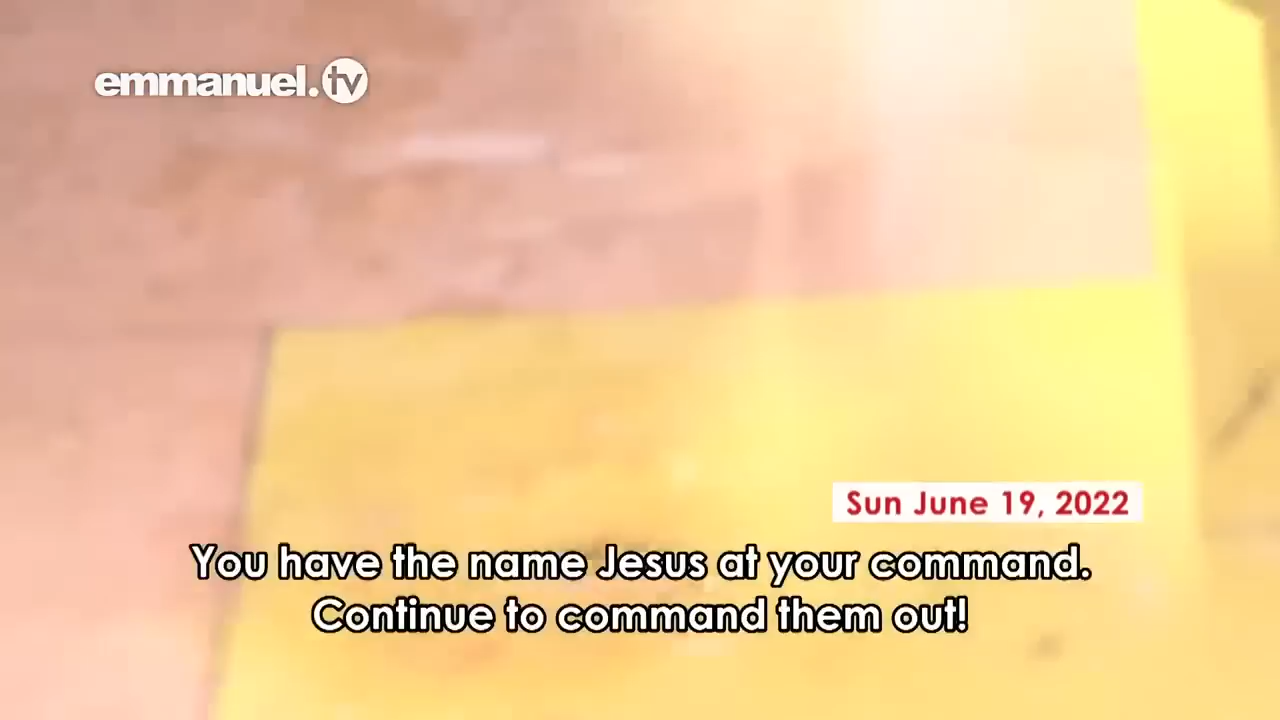 emmanuel.tv
Sun June 19, 2022
You have the name Jesus at your command.
Continue to command them out!